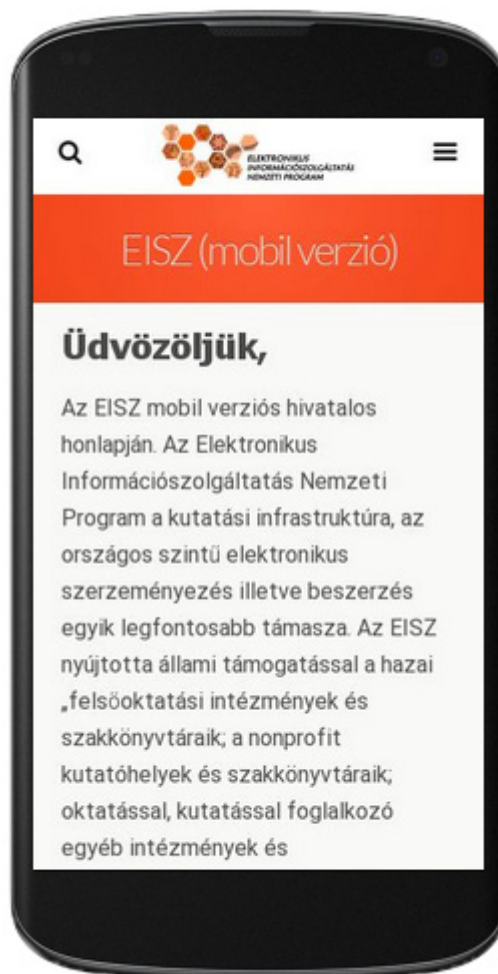 ELEKTRONIKUS
INFORMÁCIÓSZOLGÁLTATÁS
NEMZETI PROGRAM
EISZ (mobil verzió)
Üdvözöljük,
Az EISZ mobil verziós hivatalos
honlapján. Az Elektronikus
Információszolgáltatás Nemzeti
Program a kutatási infrastruktúra, az
országos szintű elektronikus
szerzeményezés illetve beszerzés
egyik legfontosabb támasza. Az EISZ
nyújtotta állami támogatással a hazai
„felsőoktatási intézmények és
szakkönyvtáraik; a nonprofit
kutatóhelyek és szakkönyvtáraik;
oktatással, kutatással foglalkozó
egyéb intézmények és